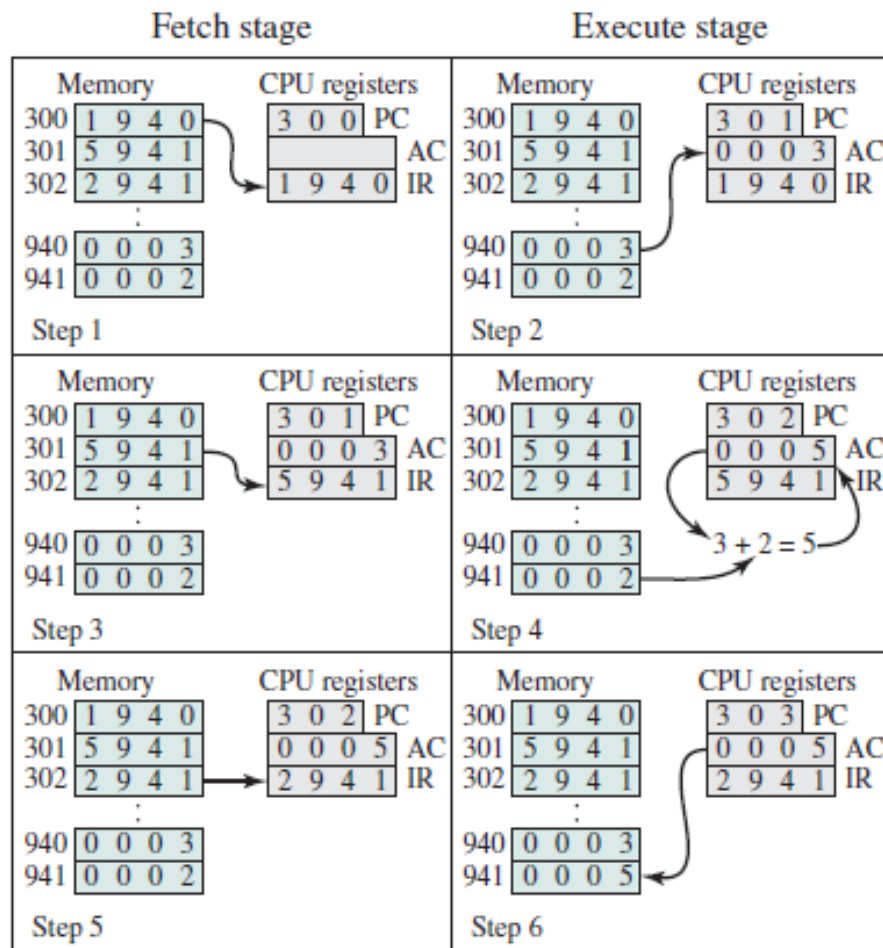 Fetch stage Execute stage
Memory CPU registers
300 1 9 4 0 3 0 0 PC
301 5 9 4 1 AC
302 2 9 4 1 1 9 4 0 IR
:
940 0 0 0 3
941 0 0 0 2
Step 1
Memory CPU registers
300 1 9 4 0 3 0 1 PC
301 5 9 4 1 0 0 0 3 AC
302 2 9 4 1 1 9 4 0 IR
:
940 0 0 0 3
941 0 0 0 2
Step 2
Memory CPU registers
300 1 9 4 0 3 0 1 PC
301 5 9 4 1 0 0 0 3 AC
302 2 9 4 1 5 9 4 1 IR
:
940 0 0 0 3
941 0 0 0 2
Step 3
Memory CPU registers
300 1 9 4 0 3 0 2 PC
301 5 9 4 1 0 0 0 5 AC
302 2 9 4 1 5 9 4 1 IR
:
940 0 0 0 3 3 + 2 = 5
941 0 0 0 2
Step 4
Memory CPU registers
300 1 9 4 0 3 0 2 PC
301 5 9 4 1 0 0 0 5 AC
302 2 9 4 1 2 9 4 1 IR
:
940 0 0 0 3
941 0 0 0 2
Step 5
Memory CPU registers
300 1 9 4 0 3 0 3 PC
301 5 9 4 1 0 0 0 5 AC
302 2 9 4 1 2 9 4 1 IR
:
940 0 0 0 3
941 0 0 0 5
Step 6